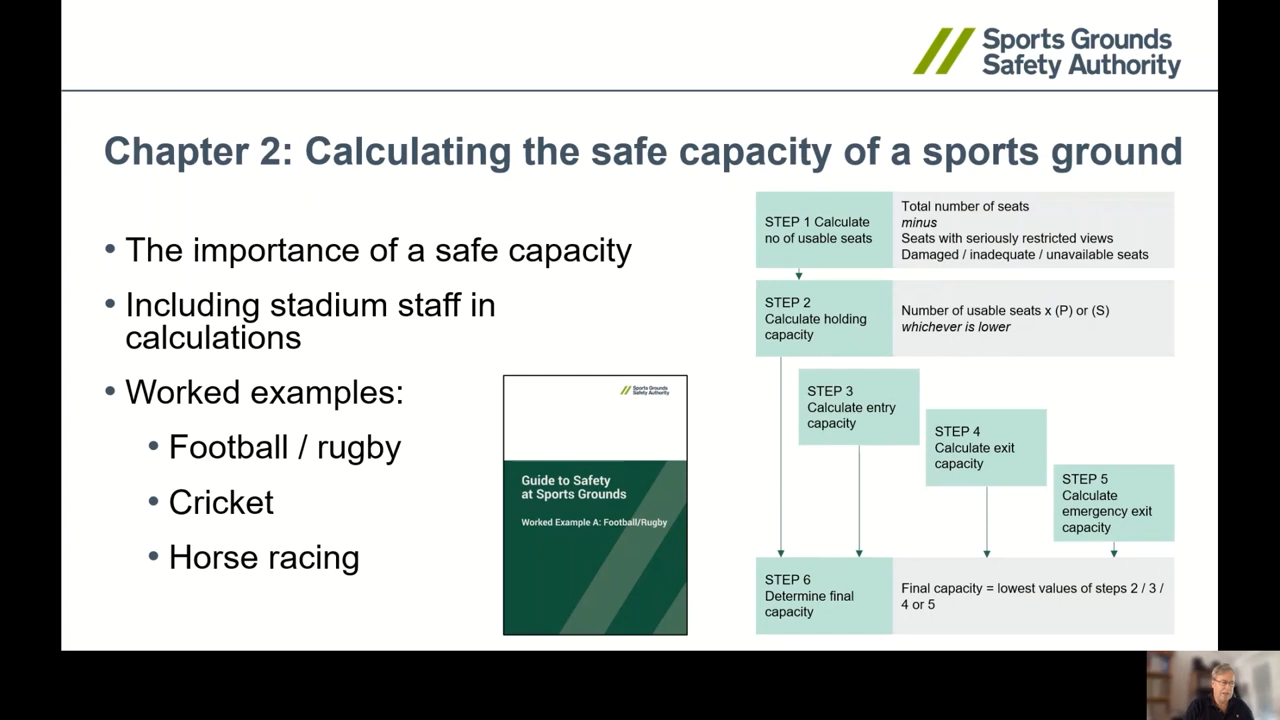 Sports Grounds
Safety Authority
Chapter 2: Calculating the safe capacity of a sports ground
• The importance of a safe capacity
• Including stadium staff in
calculations
• Worked examples:
• Football / rugby
• Cricket
• Horse racing
Sports Grounds
Safety Authority
Guide to Safety
at Sports Grounds
Worked Example A: Football/Rugby
STEP 1 Calculate
no of usable seats
Total number of seats
minus
Seats with seriously restricted views
Damaged / inadequate / unavailable seats
STEP 2
Calculate holding
capacity
Number of usable seats x (P) or (S)
whichever is lower
STEP 3
Calculate entry
capacity
STEP 4
Calculate exit
capacity
STEP 5
Calculate
emergency exit
capacity
STEP 6
Determine final
capacity
Final capacity = lowest values of steps 2 / 3 /
4 or 5